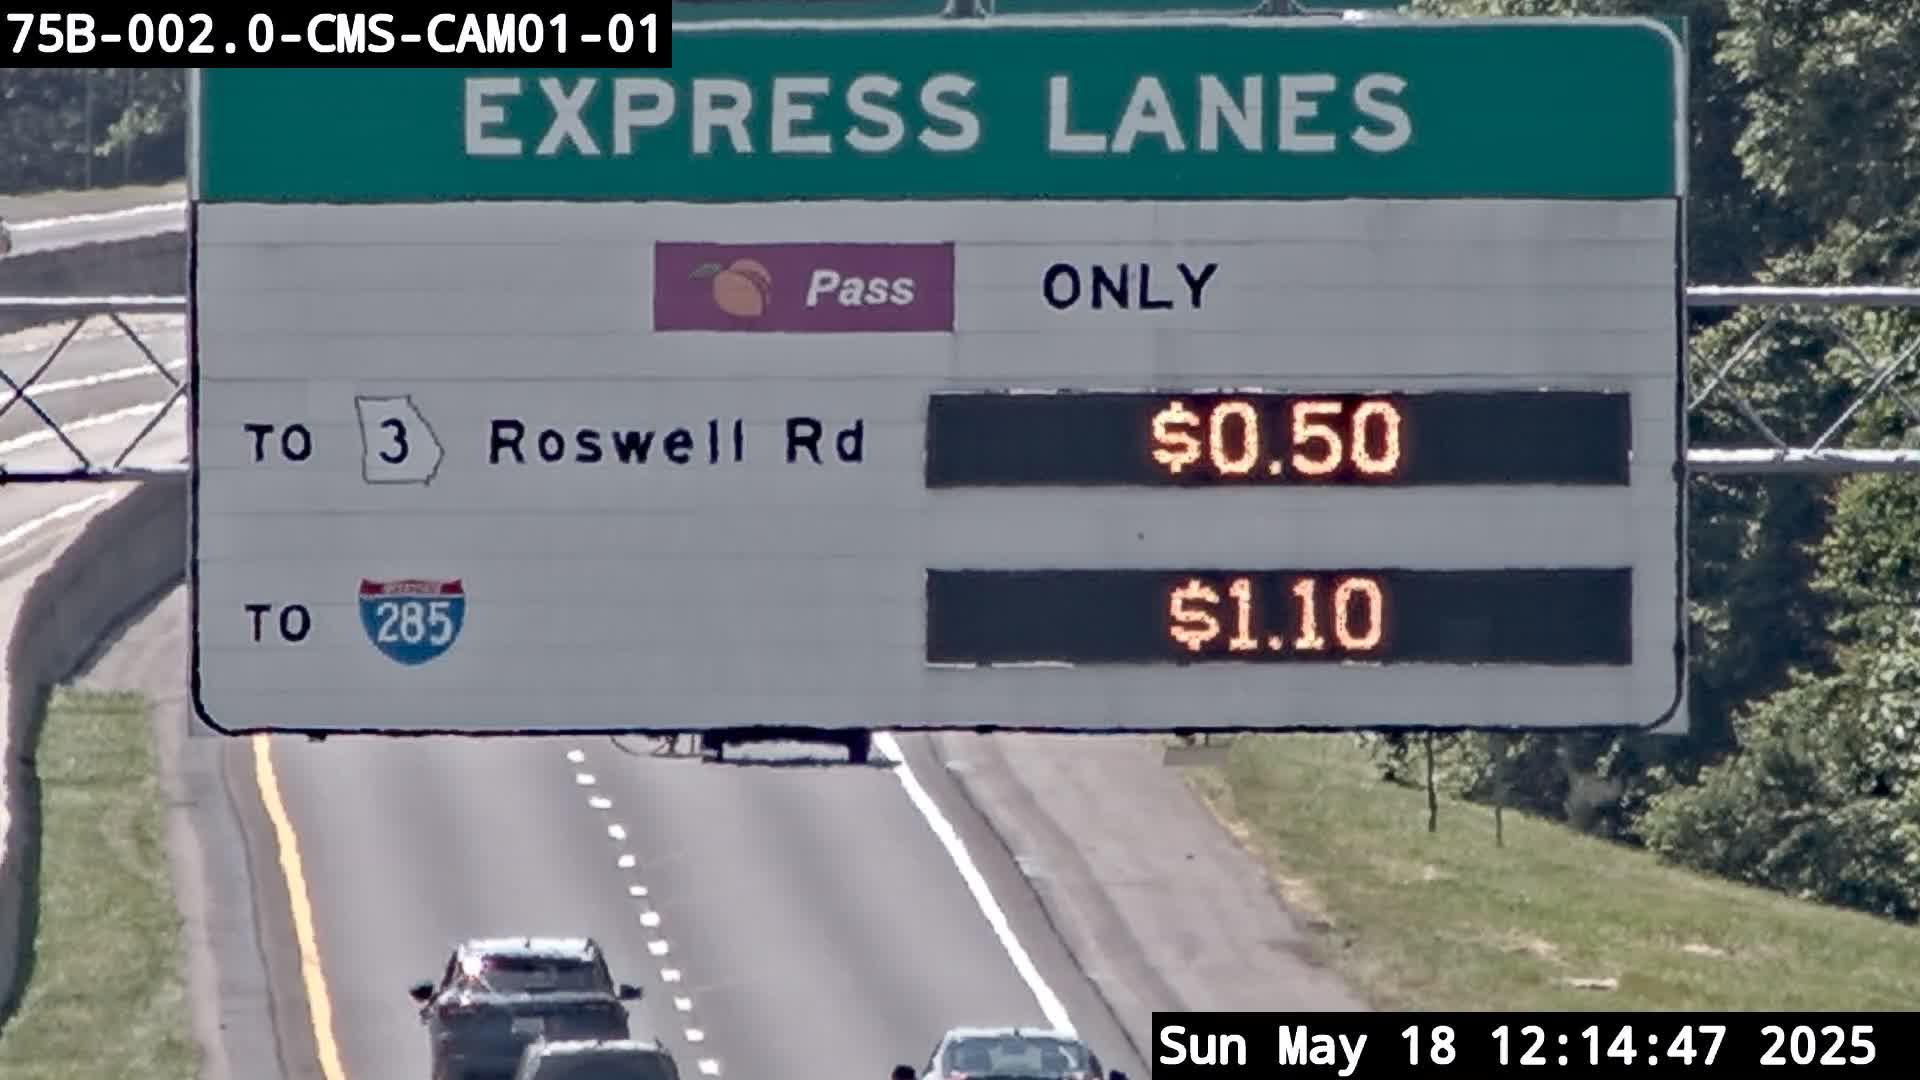 75B-002.0-CMS-CAM01-01
EXPRESS LANES
Pass ONLY
TO 3 Roswell Rd $0.50
TO INTERSTATE 285 $1.10
Sun May 18 12:14:47 2025